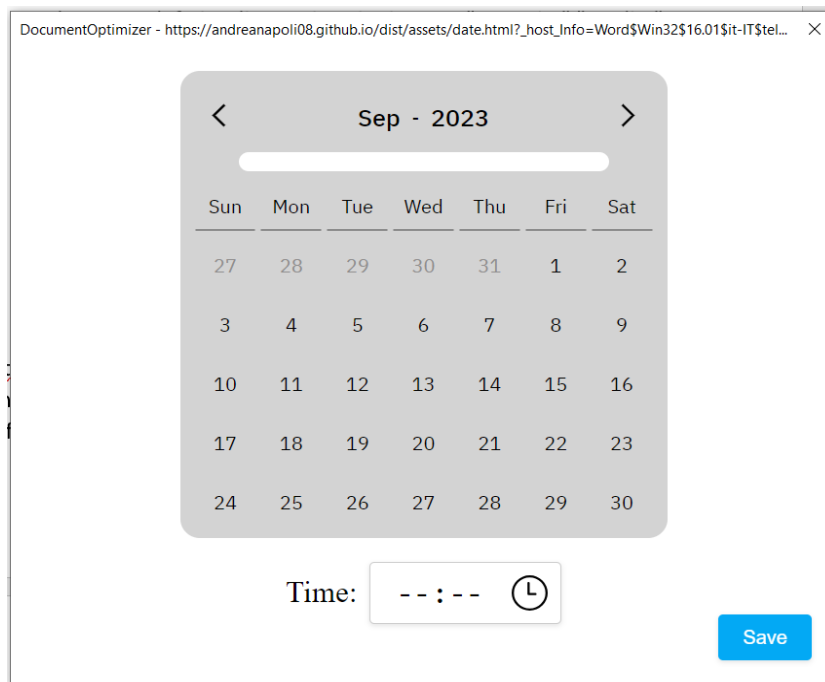 DocumentOptimizer - https://andreanapoli08.github.io/dist/assets/date.html?_host_Info=Word$Win32$16.01$it-IT$tel...
Sep - 2023
Sun Mon Tue Wed Thu Fri Sat
27 28 29 30 31 1 2
3 4 5 6 7 8 9
10 11 12 13 14 15 16
17 18 19 20 21 22 23
24 25 26 27 28 29 30
Time: --:--
Save